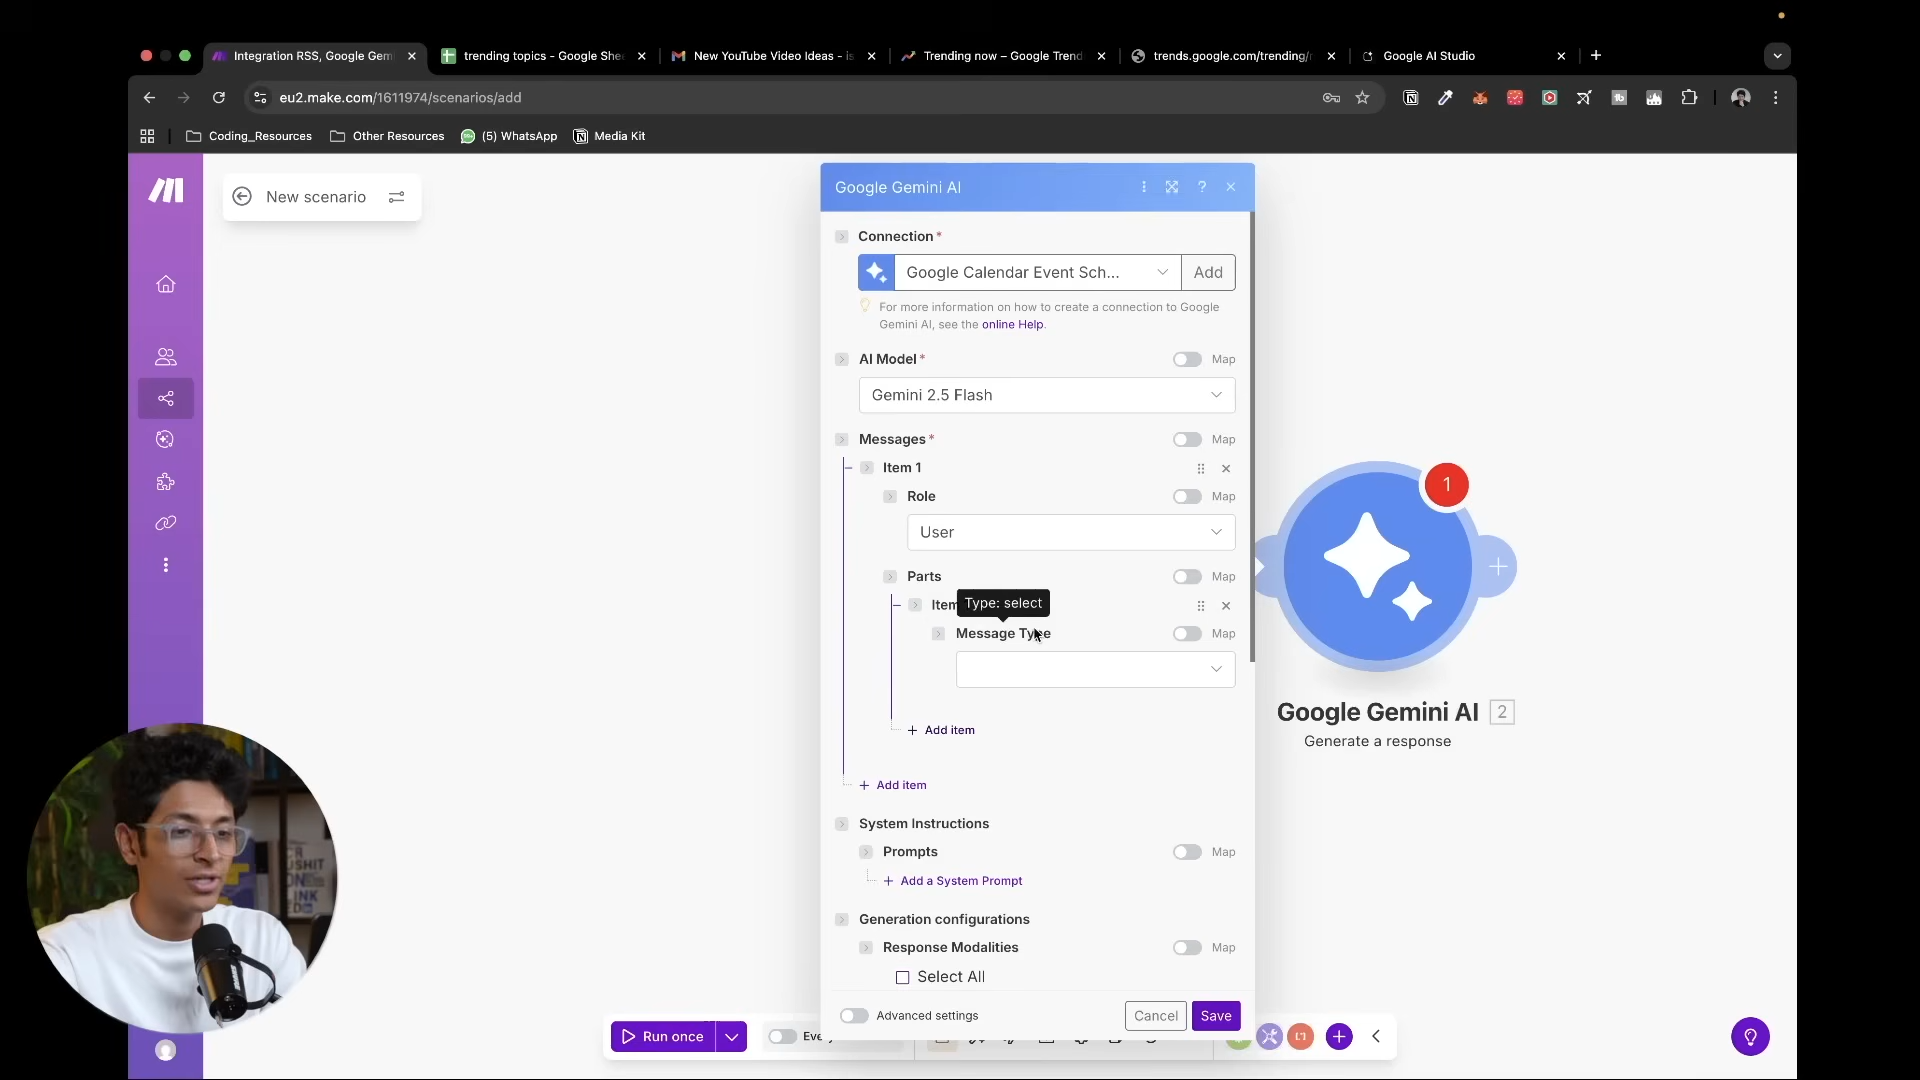 Integration RSS, Google Gem
trending topics - Google She
New YouTube Video Ideas - is
Trending now – Google Trend
trends.google.com/trending/
Google AI Studio
eu2.make.com/1611974/scenarios/add
Coding_Resources
Other Resources
(5) WhatsApp
Media Kit
New scenario
Google Gemini AI
Connection *
Google Calendar Event Sch...
Add
For more information on how to create a connection to Google
Gemini AI, see the online Help.
AI Model *
Map
Gemini 2.5 Flash
Messages *
Map
Item 1
Role
Map
User
Parts
Map
Item
Type: select
Message Type
Map
+ Add item
+ Add item
System Instructions
Prompts
Map
+ Add a System Prompt
Generation configurations
Response Modalities
Map
Select All
Advanced settings
Cancel
Save
1
Google Gemini AI 2
Generate a response
Run once